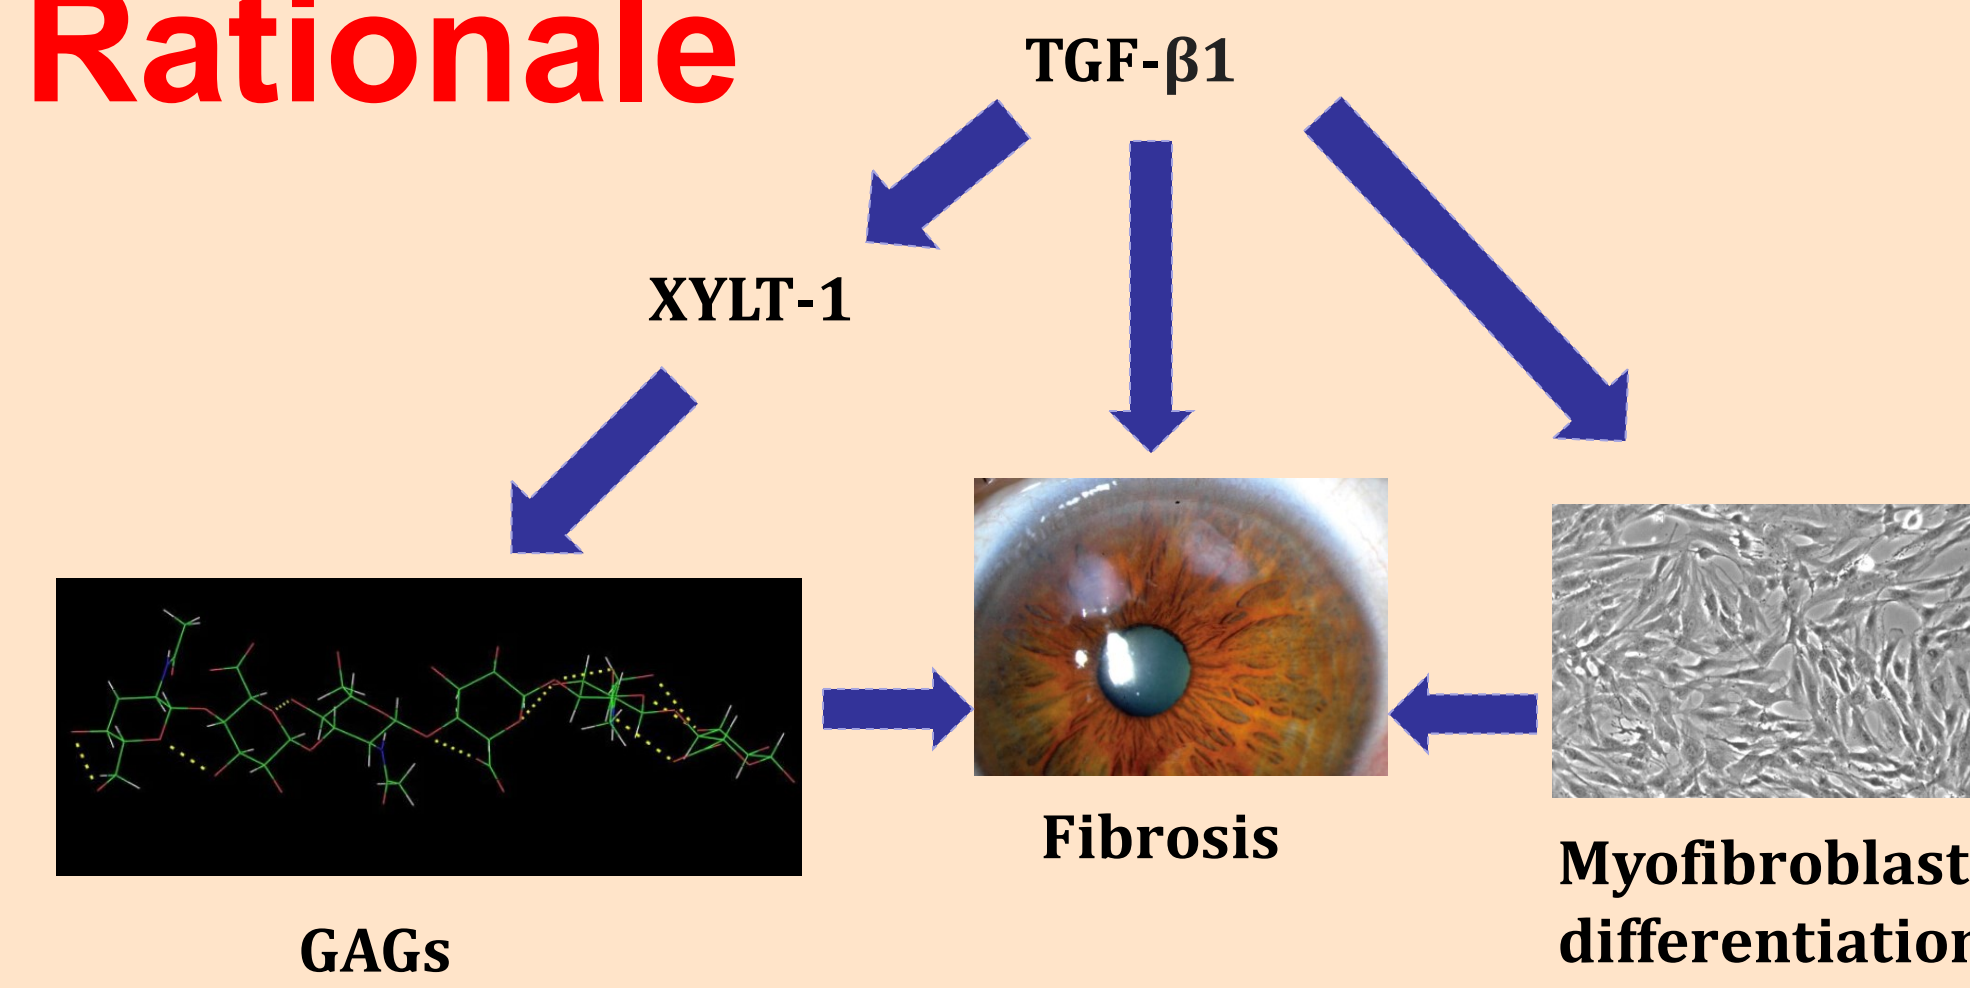 Rationale
TGF-β1
XYLT-1
Fibrosis
Myofibroblast
differentiation
GAGs